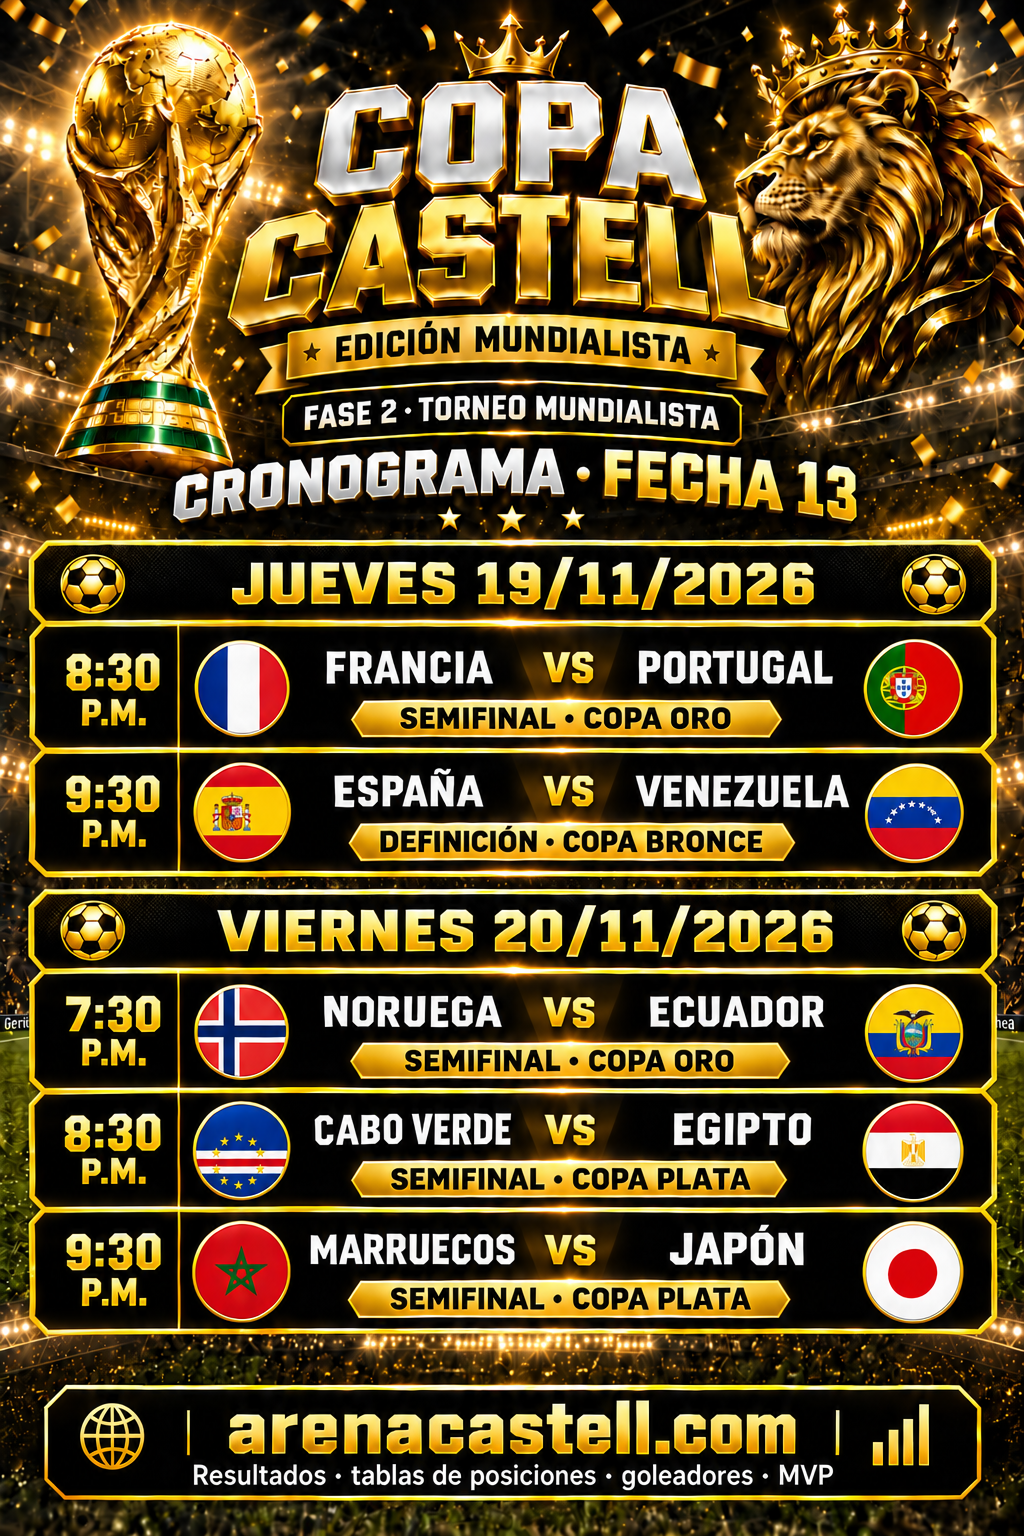 COPA
CASTELL
EDICIÓN MUNDIALISTA
FASE 2 · TORNEO MUNDIALISTA
CRONOGRAMA · FECHA 13
JUEVES 19/11/2026
8:30 P.M.
FRANCIA VS PORTUGAL
SEMIFINAL · COPA ORO
9:30 P.M.
ESPAÑA VS VENEZUELA
DEFINICIÓN · COPA BRONCE
VIERNES 20/11/2026
7:30 P.M.
NORUEGA VS ECUADOR
SEMIFINAL · COPA ORO
8:30 P.M.
CABO VERDE VS EGIPTO
SEMIFINAL · COPA PLATA
9:30 P.M.
MARRUECOS VS JAPÓN
SEMIFINAL · COPA PLATA
arenacastell.com
Resultados · tablas de posiciones · goleadores · MVP